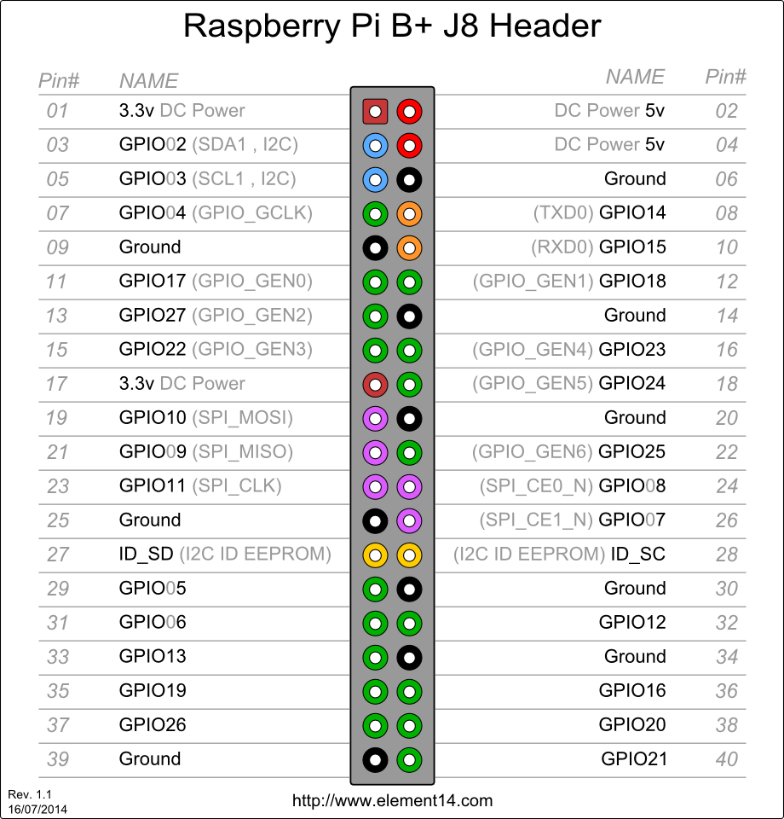 Raspberry Pi B+ J8 Header
Pin# NAME NAME Pin#
01 3.3v DC Power DC Power 5v 02
03 GPIO02 (SDA1 , I2C) DC Power 5v 04
05 GPIO03 (SCL1 , I2C) Ground 06
07 GPIO04 (GPIO_GCLK) (TXD0) GPIO14 08
09 Ground (RXD0) GPIO15 10
11 GPIO17 (GPIO_GEN0) (GPIO_GEN1) GPIO18 12
13 GPIO27 (GPIO_GEN2) Ground 14
15 GPIO22 (GPIO_GEN3) (GPIO_GEN4) GPIO23 16
17 3.3v DC Power (GPIO_GEN5) GPIO24 18
19 GPIO10 (SPI_MOSI) Ground 20
21 GPIO09 (SPI_MISO) (GPIO_GEN6) GPIO25 22
23 GPIO11 (SPI_CLK) (SPI_CE0_N) GPIO08 24
25 Ground (SPI_CE1_N) GPIO07 26
27 ID_SD (I2C ID EEPROM) (I2C ID EEPROM) ID_SC 28
29 GPIO05 Ground 30
31 GPIO06 GPIO12 32
33 GPIO13 Ground 34
35 GPIO19 GPIO16 36
37 GPIO26 GPIO20 38
39 Ground GPIO21 40
Rev. 1.1
16/07/2014
http://www.element14.com